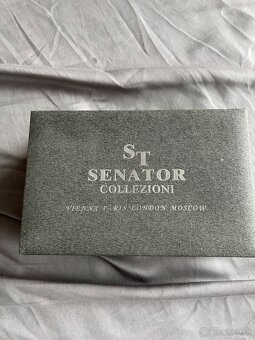 ST
SENATOR
COLLEZIONI
VIENNA PARIS LONDON MOSCOW